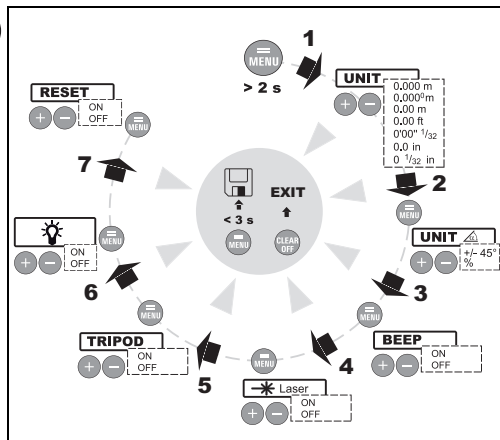 1
MENU
> 2 s
UNIT
0.000 m
0.000⁰m
0.00 m
0.00 ft
0'00" 1/32
0.0 in
0 1/32 in
2
MENU
UNIT
+/- 45°
%
3
MENU
BEEP
ON
OFF
4
MENU
Laser
ON
OFF
5
MENU
TRIPOD
ON
OFF
6
MENU
ON
OFF
7
MENU
RESET
ON
OFF
< 3 s
MENU
EXIT
CLEAR
OFF